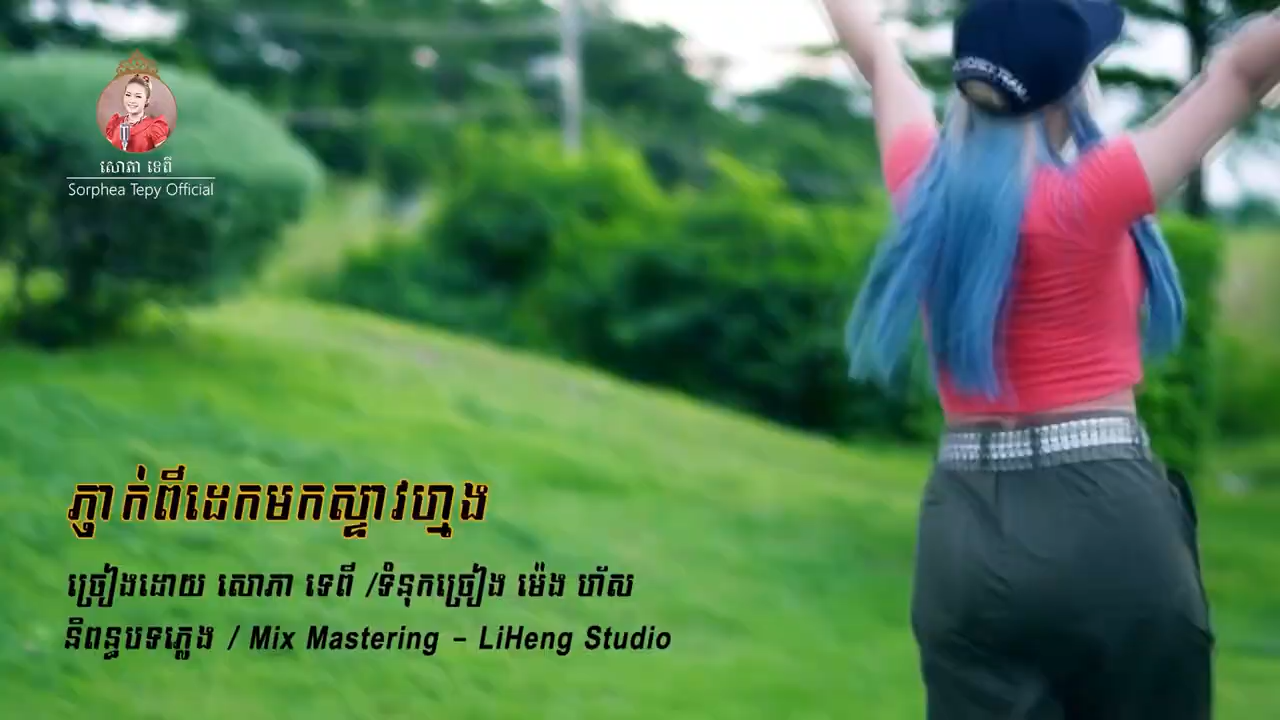 សោភា ទេពី
Sorphea Tepy Official
ភ្ញាក់ពីដេកមកស្ដាវហ្មង
ច្រៀងដោយ សោភា ទេពី /ទំនុកច្រៀង ម៉េង ហ័ស
និពន្ធបទភ្លេង / Mix Mastering - LiHeng Studio